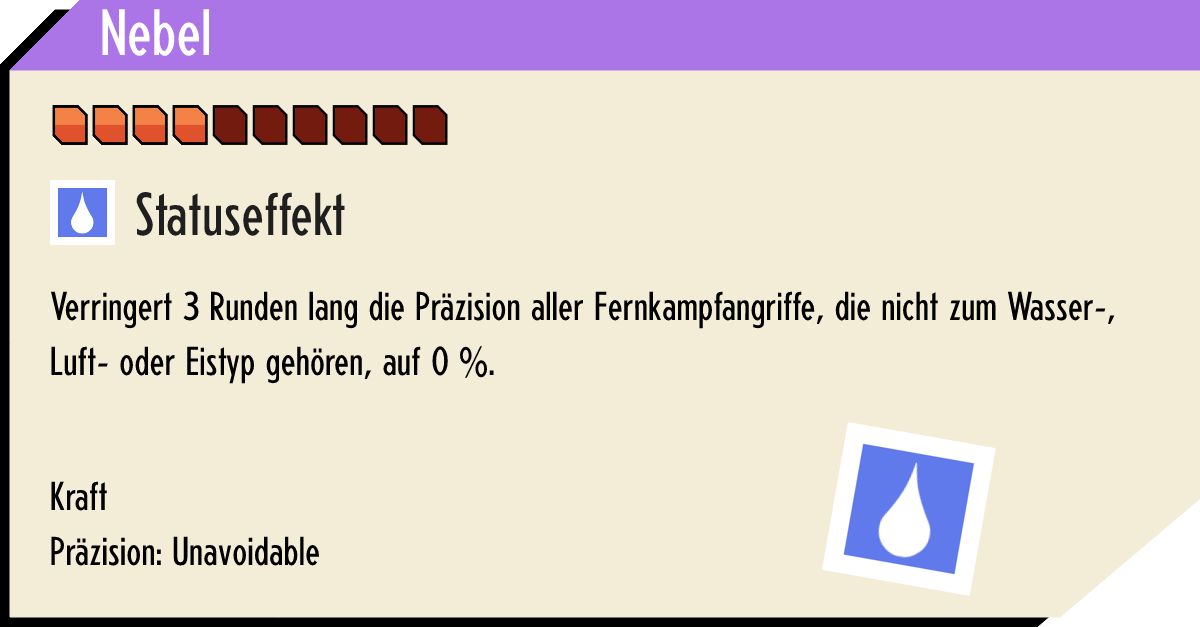 Nebel
Statuseffekt
Verringert 3 Runden lang die Präzision aller Fernkampfangriffe, die nicht zum Wasser-,
Luft- oder Eistyp gehören, auf 0 %.
Kraft
Präzision: Unavoidable